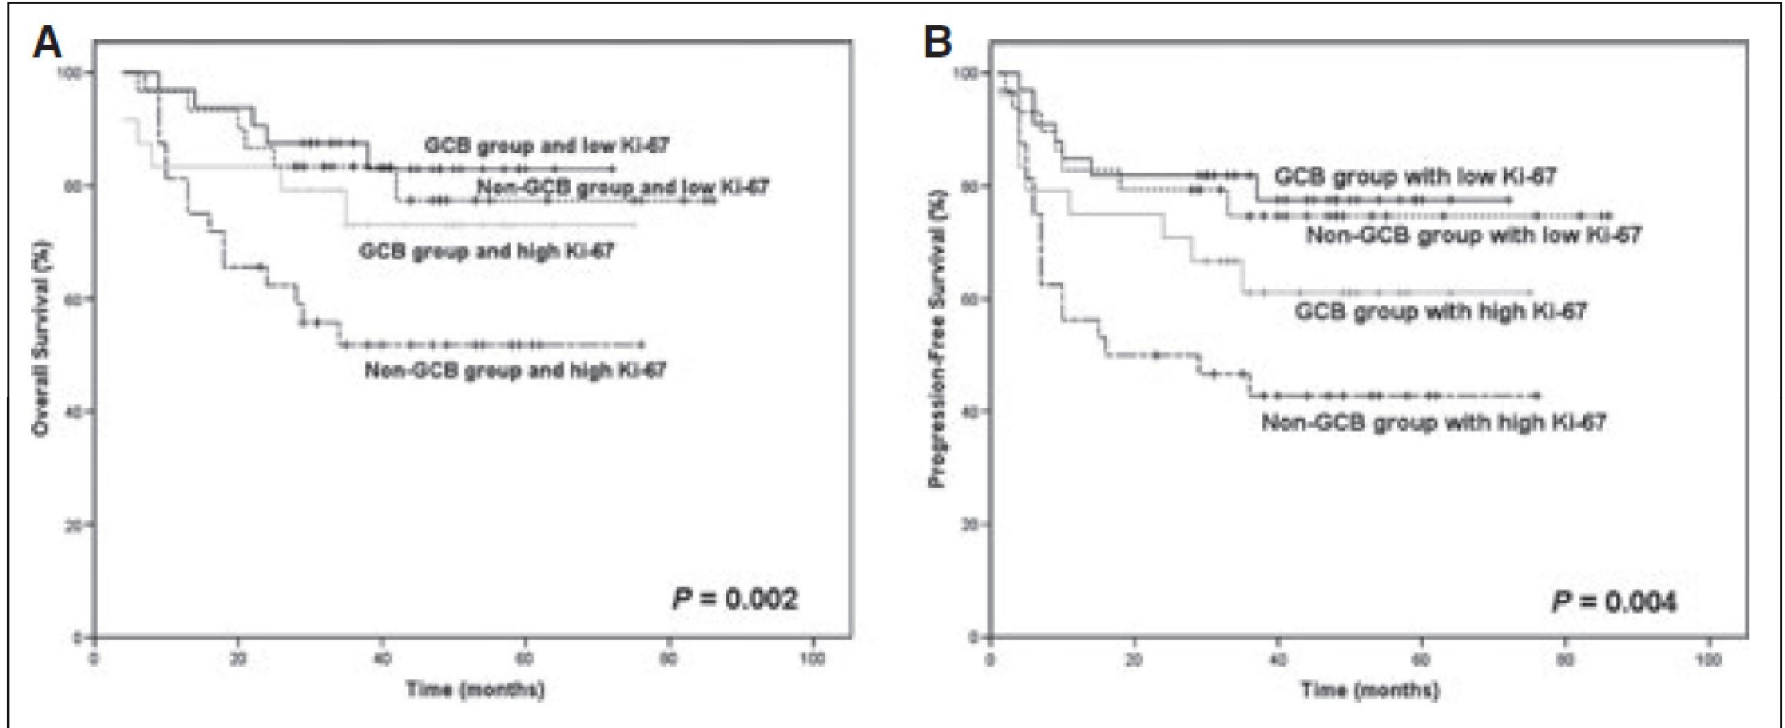 A
Overall Survival (%)
100
80
60
40
20
0
GCB group and low Ki-67
Non-GCB group and low Ki-67
GCB group and high Ki-67
Non-GCB group and high Ki-67
P = 0.002
0 20 40 60 80 100
Time (months)
B
Progression-Free Survival (%)
100
80
60
40
20
0
GCB group with low Ki-67
Non-GCB group with low Ki-67
GCB group with high Ki-67
Non-GCB group with high Ki-67
P = 0.004
0 20 40 60 80 100
Time (months)